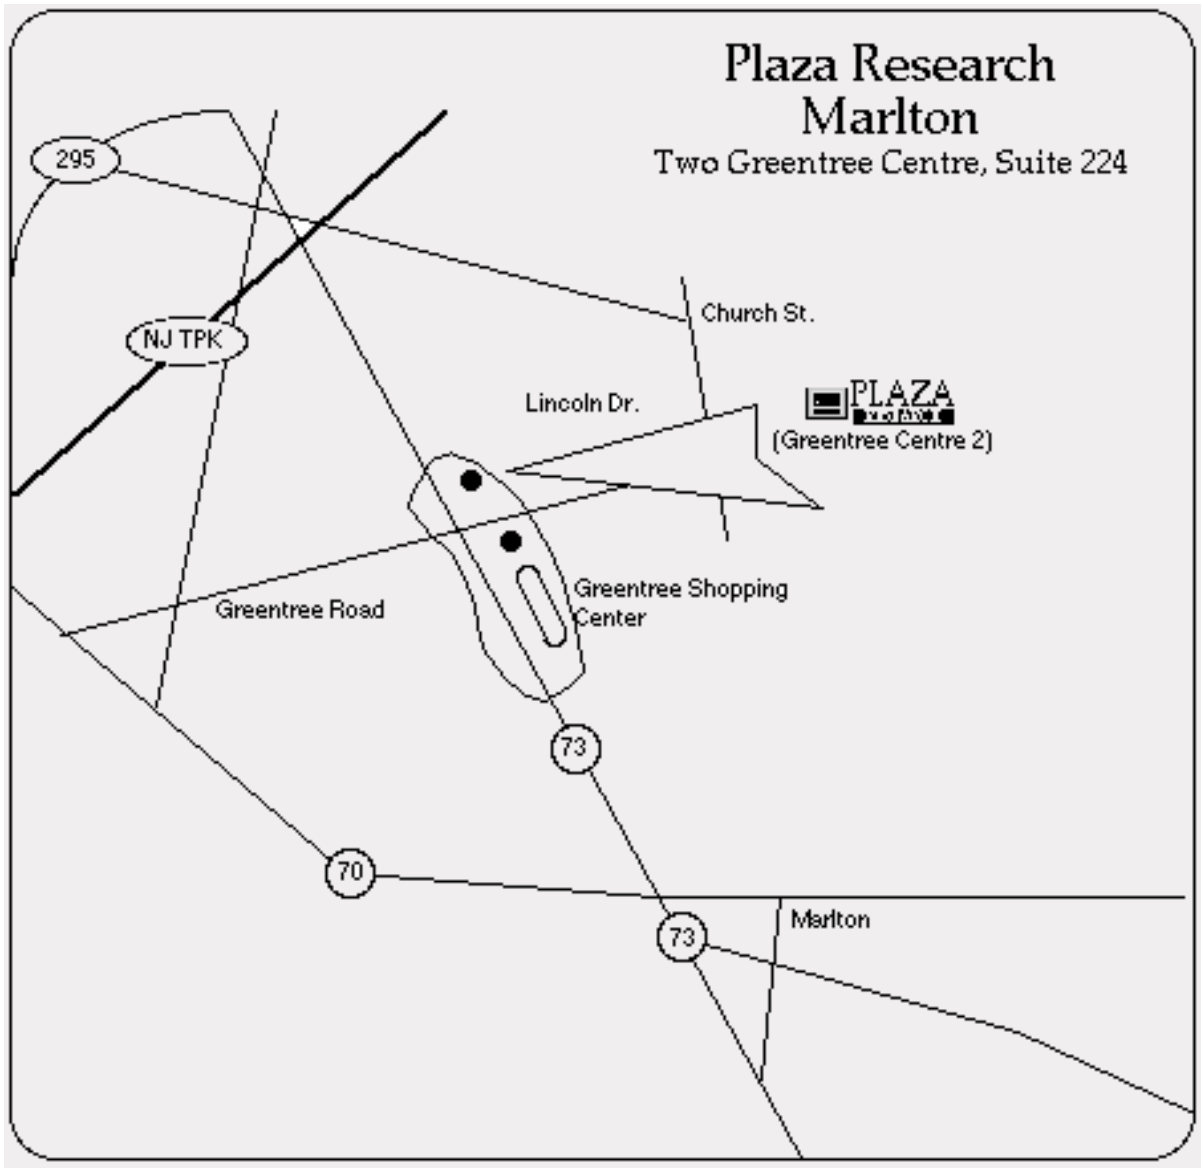 Plaza Research
Marlton
Two Greentree Centre, Suite 224
295
Church St.
NJ TPK
Lincoln Dr.
PLAZA
(Greentree Centre 2)
Greentree Shopping
Center
Greentree Road
73
70
Marlton
73